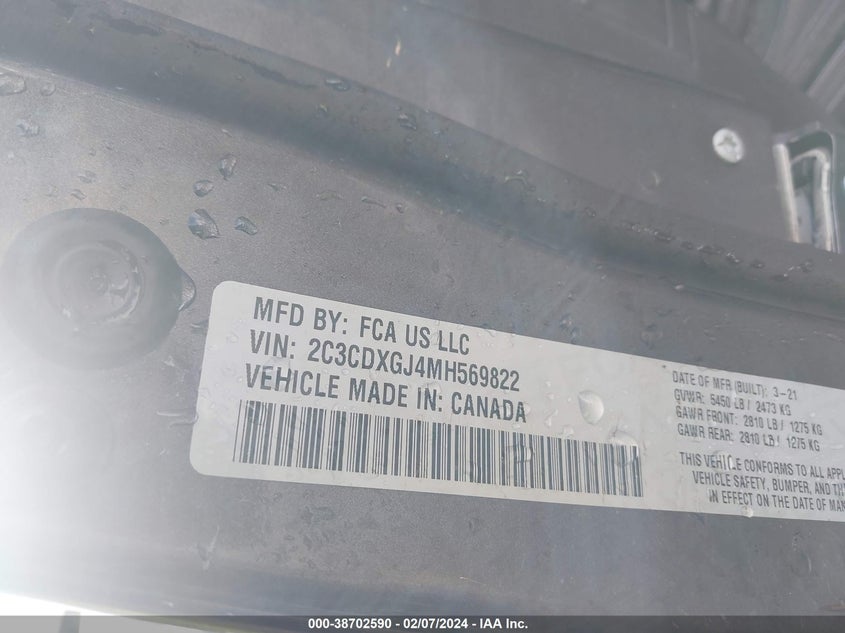 MFD BY: FCA US LLC
VIN: 2C3CDXGJ4MH569822
VEHICLE MADE IN: CANADA
DATE OF MFR (BUILT): 3-21
GVWR: 5450 LB / 2473 KG
GAWR FRONT: 2810 LB / 1275 KG
GAWR REAR: 2810 LB / 1275 KG
THIS VEHICLE CONFORMS TO ALL APPL
VEHICLE SAFETY, BUMPER, AND TH
IN EFFECT ON THE DATE OF MAN
000-38702590 - 02/07/2024 - IAA Inc.